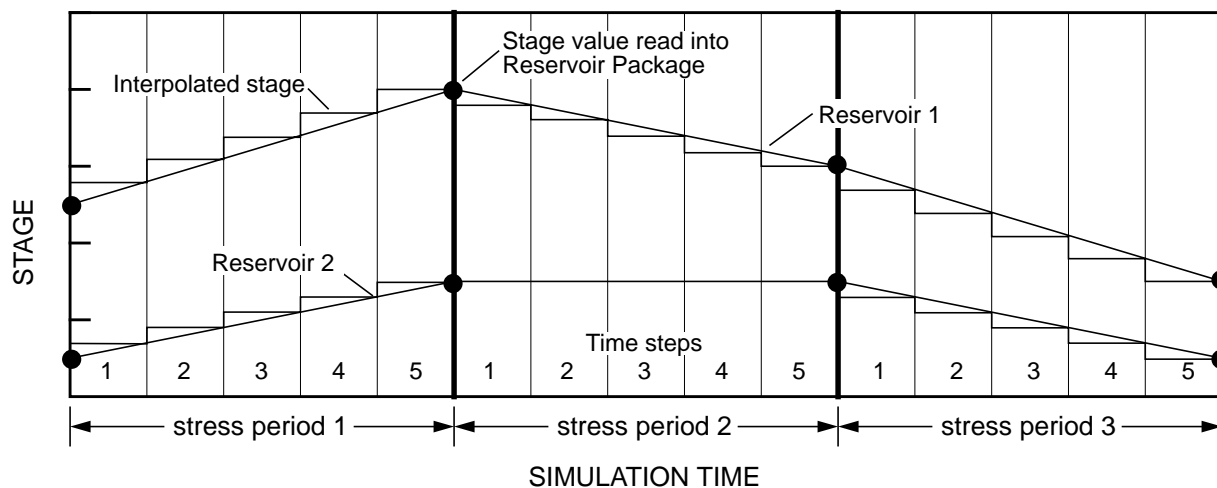 Stage value read into
Reservoir Package
Interpolated stage
Reservoir 1
STAGE
Reservoir 2
Time steps
1 2 3 4 5 1 2 3 4 5 1 2 3 4 5
stress period 1 stress period 2 stress period 3
SIMULATION TIME